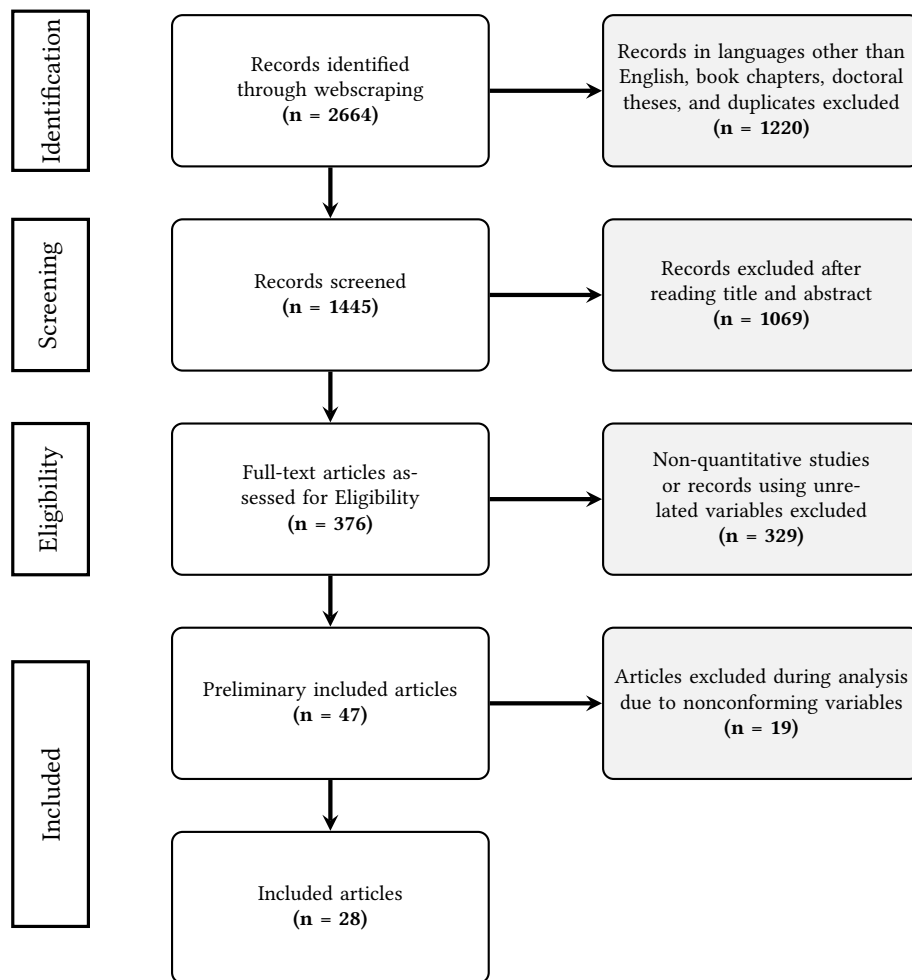 Identification
Records identified
through webscraping
(n = 2664)
Records in languages other than
English, book chapters, doctoral
theses, and duplicates excluded
(n = 1220)
Screening
Records screened
(n = 1445)
Records excluded after
reading title and abstract
(n = 1069)
Eligibility
Full-text articles as-
sessed for Eligibility
(n = 376)
Non-quantitative studies
or records using unre-
lated variables excluded
(n = 329)
Included
Preliminary included articles
(n = 47)
Articles excluded during analysis
due to nonconforming variables
(n = 19)
Included articles
(n = 28)